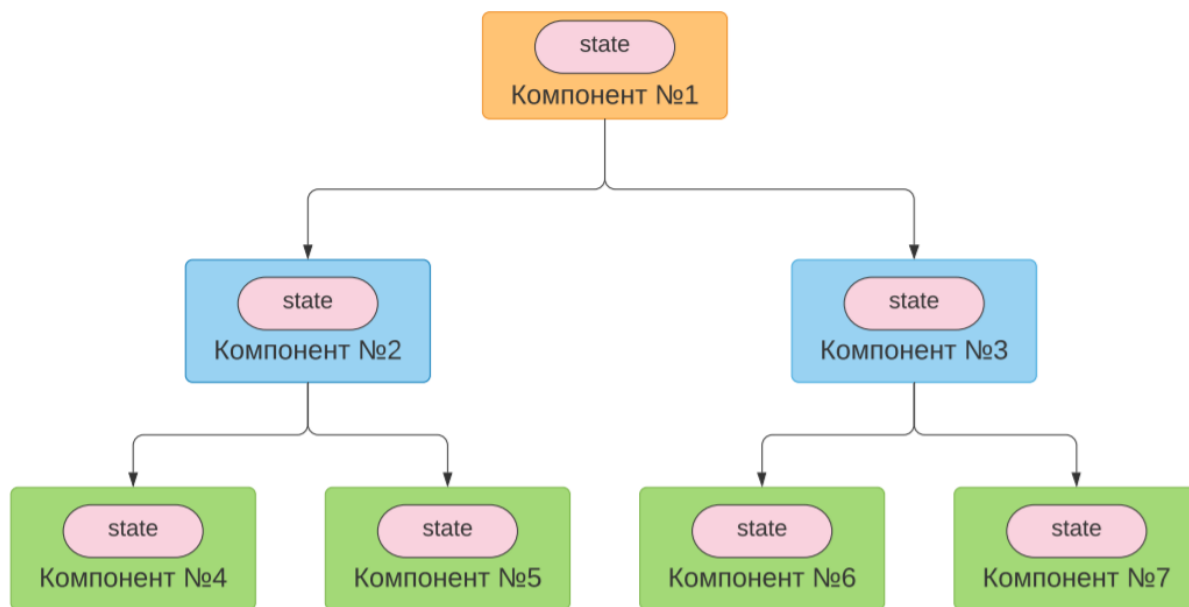 state
Компонент №1
state
Компонент №2
state
Компонент №3
state
Компонент №4
state
Компонент №5
state
Компонент №6
state
Компонент №7